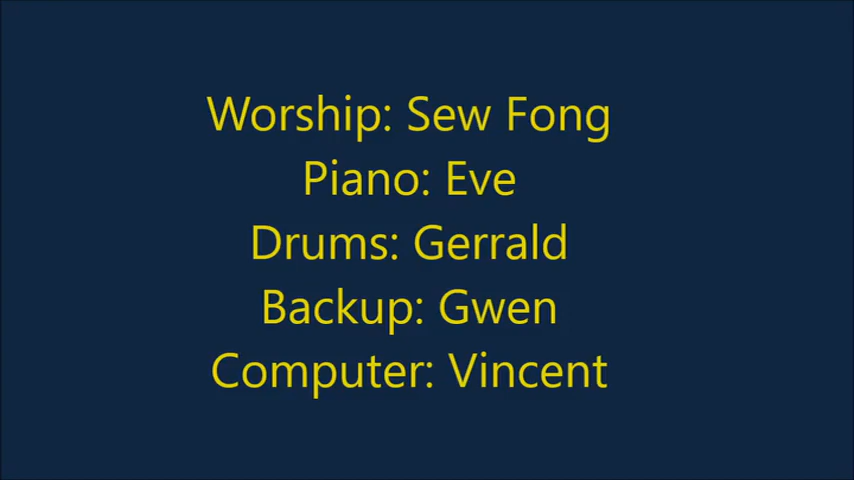 Worship: Sew Fong
Piano: Eve
Drums: Gerrald
Backup: Gwen
Computer: Vincent